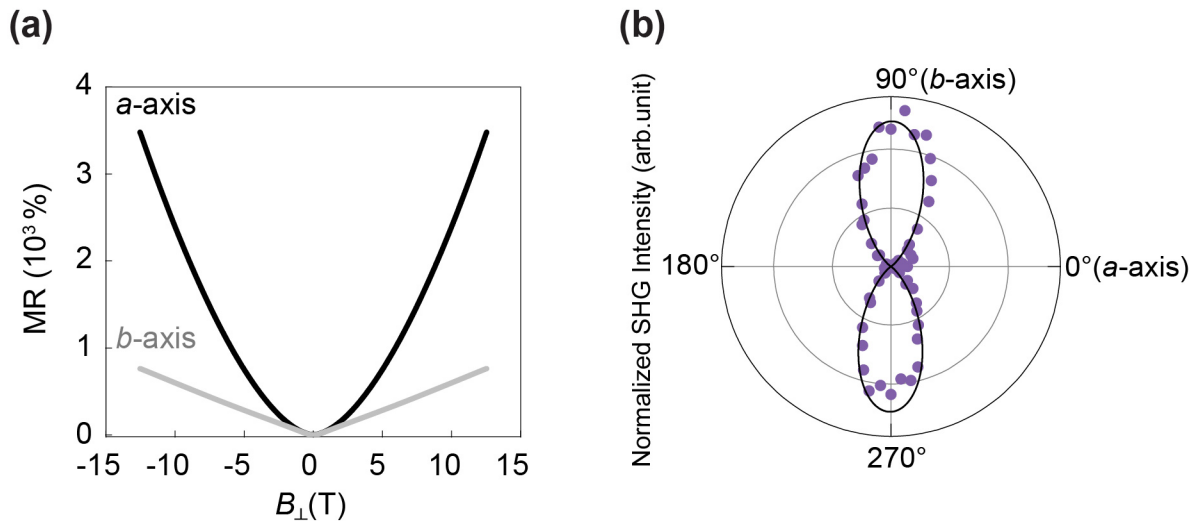 (a)
MR (10³ %)
4
3
2
1
0
a-axis
b-axis
-15 -10 -5 0 5 10 15
B⊥(T)
(b)
Normalized SHG Intensity (arb.unit)
90°(b-axis)
180°
0°(a-axis)
270°